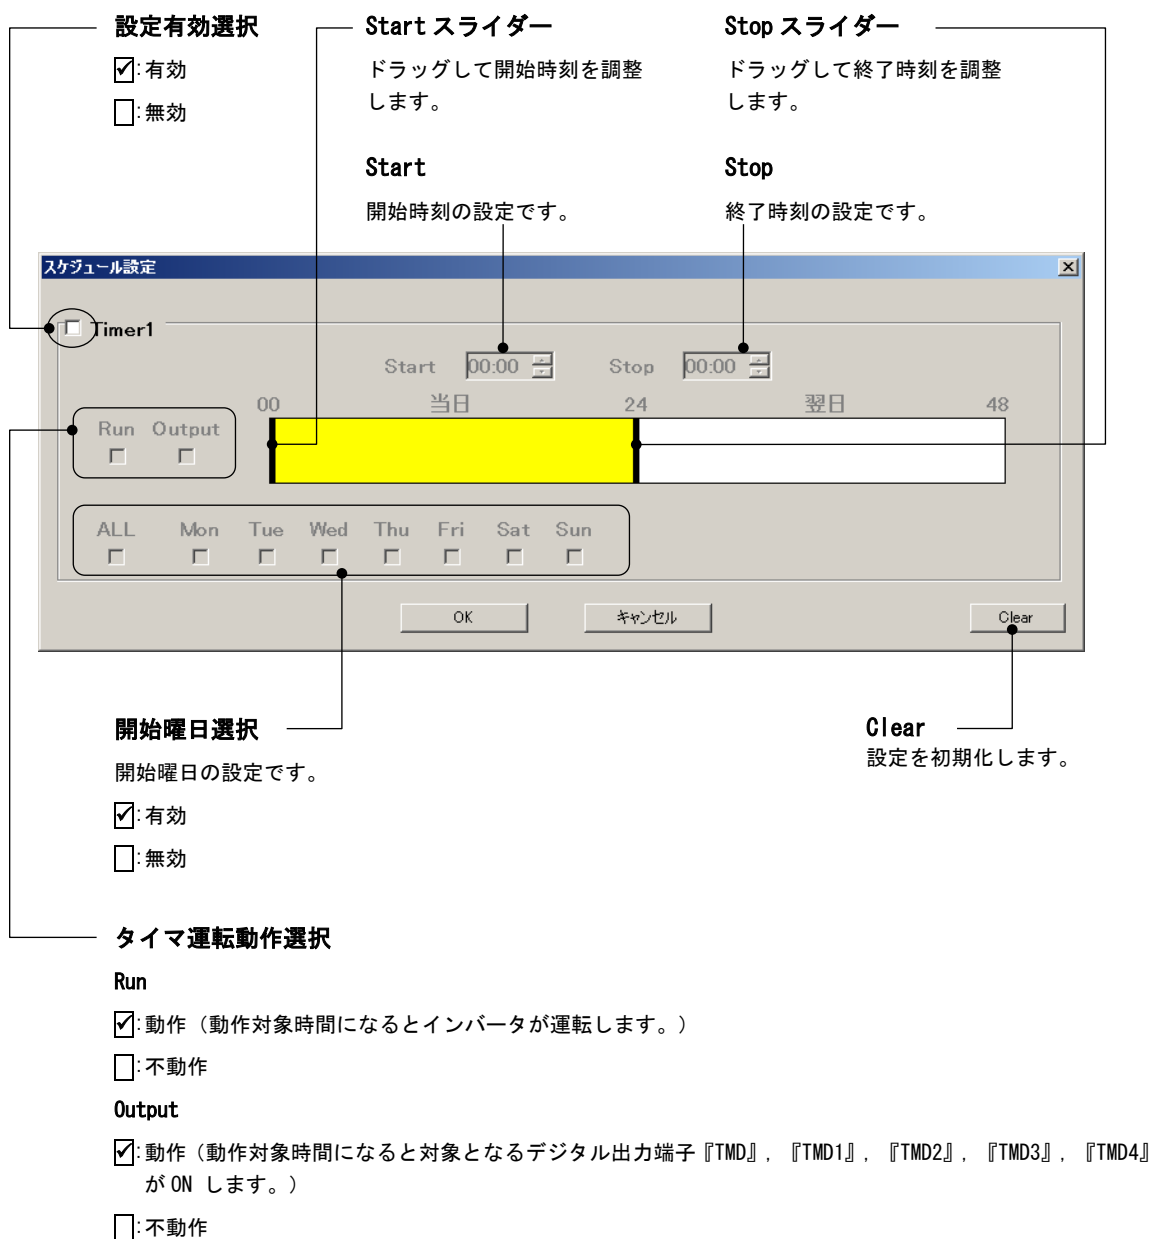 設定有効選択
☑:有効
☐:無効
Start スライダー
ドラッグして開始時刻を調整
します。
Stop スライダー
ドラッグして終了時刻を調整
します。
Start
開始時刻の設定です。
Stop
終了時刻の設定です。
スケジュール設定
Timer1
Start 00:00 Stop 00:00
00 当日 24 翌日 48
Run Output
ALL Mon Tue Wed Thu Fri Sat Sun
OK キャンセル Clear
開始曜日選択
開始曜日の設定です。
☑:有効
☐:無効
Clear
設定を初期化します。
タイマ運転動作選択
Run
☑:動作（動作対象時間になるとインバータが運転します。）
☐:不動作
Output
☑:動作（動作対象時間になると対象となるデジタル出力端子『TMD』，『TMD1』，『TMD2』，『TMD3』，『TMD4』
が ON します。）
☐:不動作